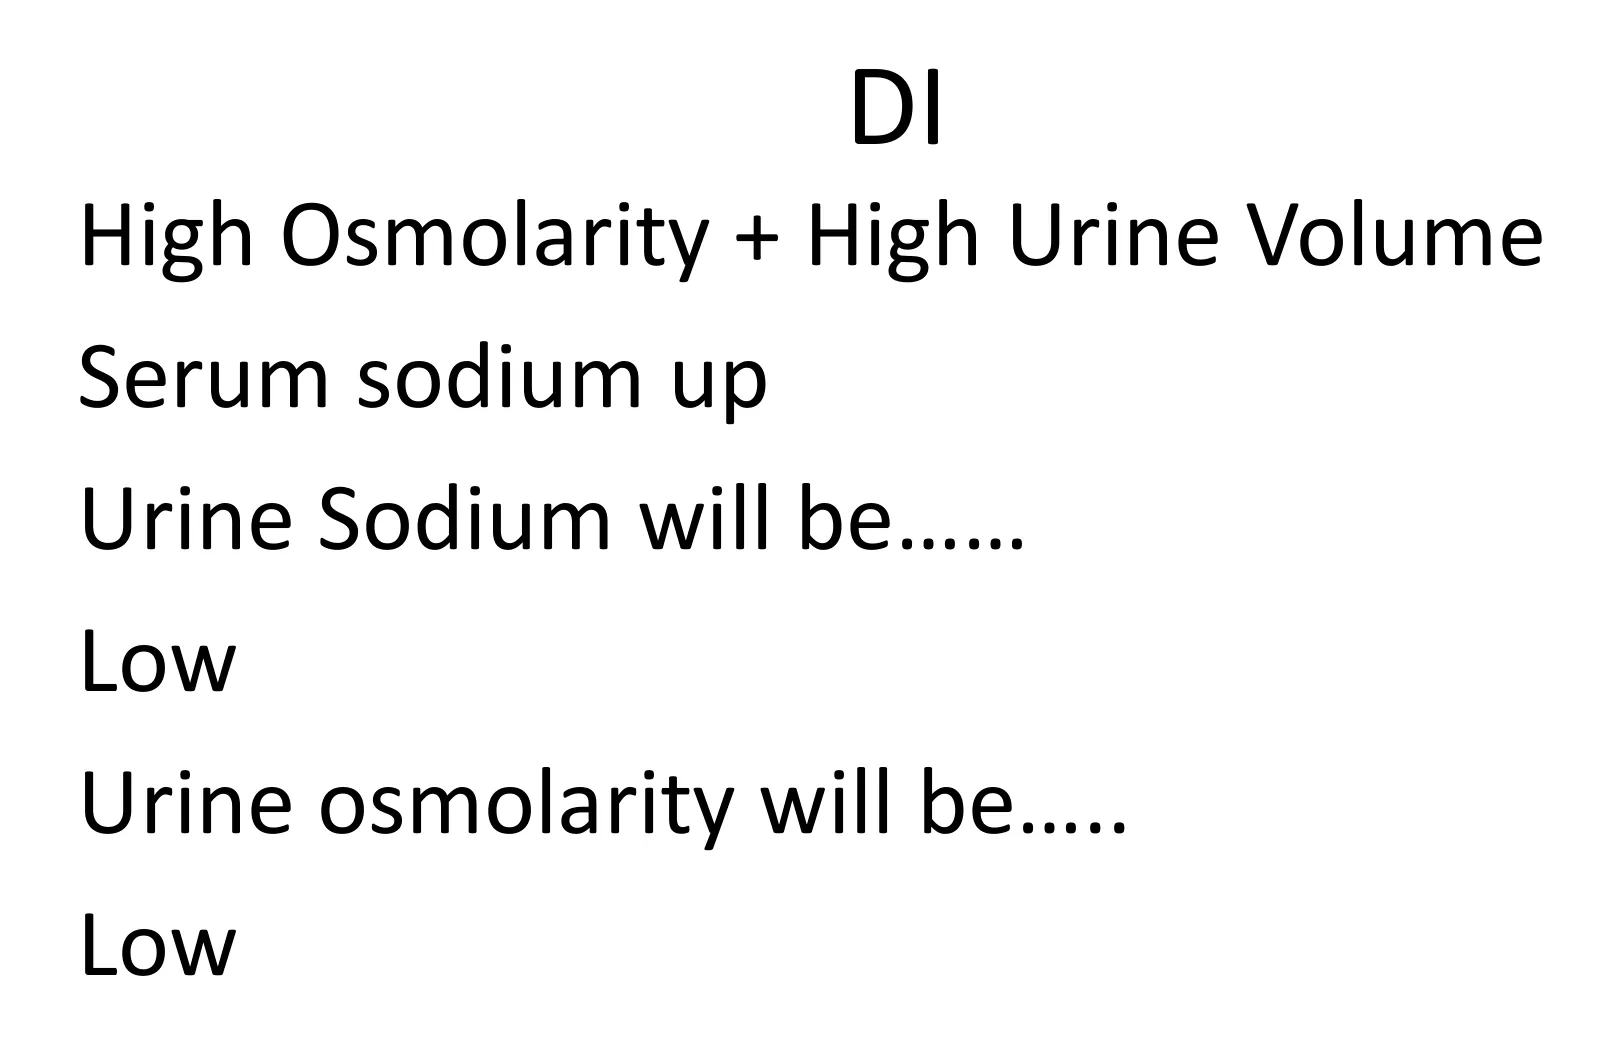 DI
High Osmolarity + High Urine Volume
Serum sodium up
Urine Sodium will be......
Low
Urine osmolarity will be.....
Low